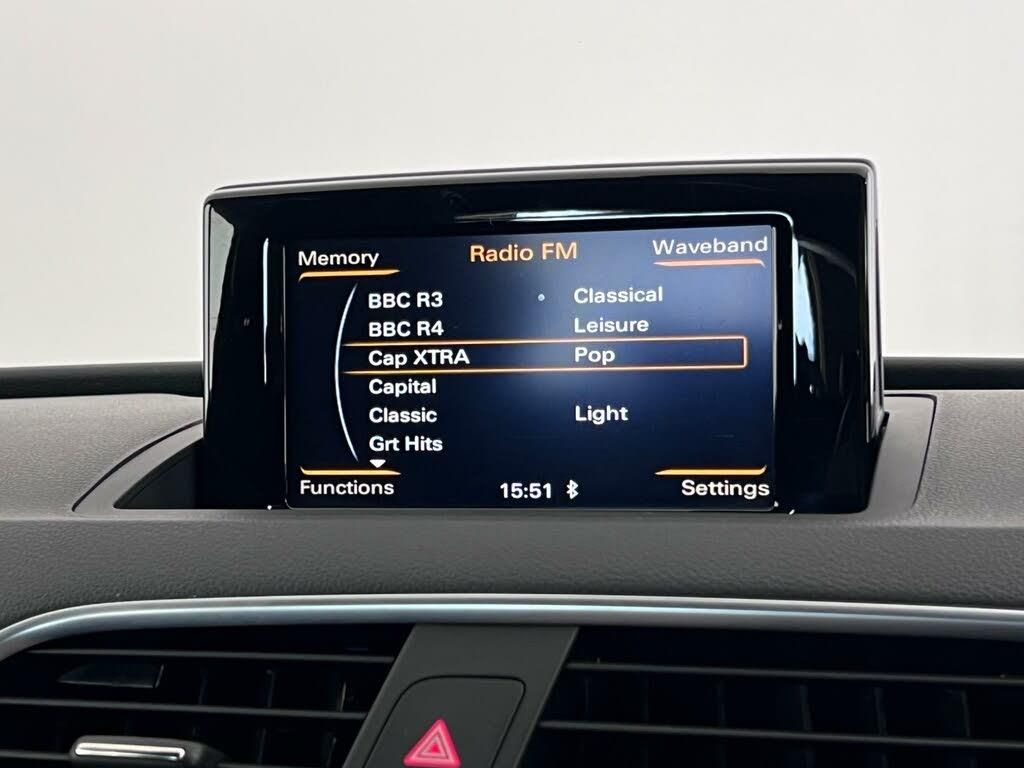 Memory Radio FM Waveband
BBC R3 Classical
BBC R4 Leisure
Cap XTRA Pop
Capital
Classic Light
Grt Hits
Functions 15:51 Settings